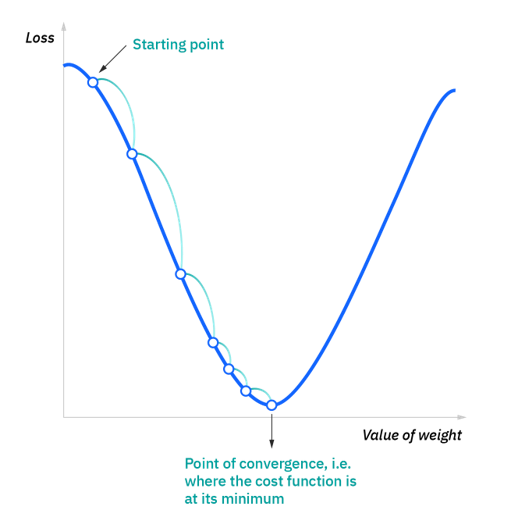 Loss
Starting point
Value of weight
Point of convergence, i.e.
where the cost function is
at its minimum